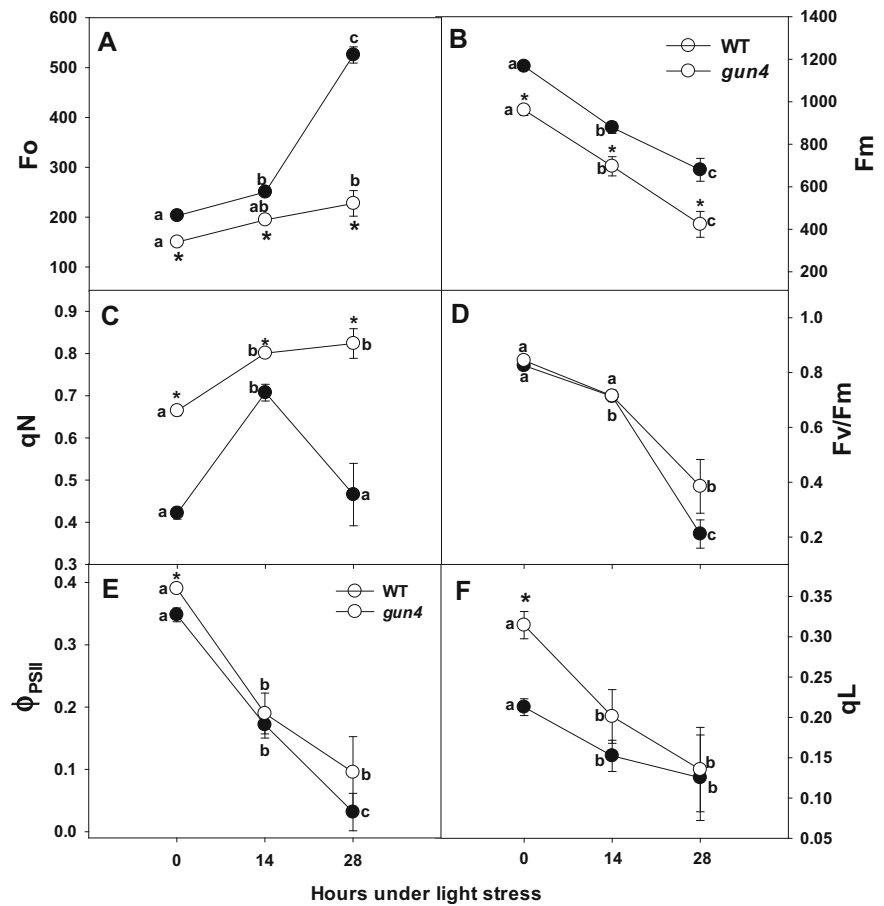 A
Fo
600
500
400
300
200
100
a
b
c
a
ab
b
*
*
*
B
WT
gun4
Fm
1400
1200
1000
800
600
400
200
a
b
c
a
b
c
*
*
*
C
qN
0.9
0.8
0.7
0.6
0.5
0.4
0.3
a
b
b
*
*
*
a
b
a
D
Fv/Fm
1.0
0.8
0.6
0.4
0.2
a
a
a
b
b
c
E
WT
gun4
ϕPSII
0.4
0.3
0.2
0.1
0.0
*
a
a
b
b
b
c
0
14
28
F
qL
0.35
0.30
0.25
0.20
0.15
0.10
0.05
*
a
a
b
b
b
b
0
14
28
Hours under light stress